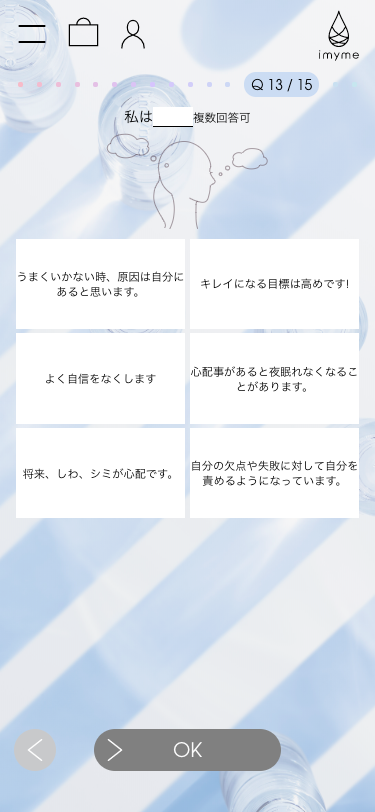 imyme
Q 13 / 15
私は 複数回答可
うまくいかない時、原因は自分に
あると思います。
キレイになる目標は高めです!
よく自信をなくします
心配事があると夜眠れなくなるこ
とがあります。
将来、しわ、シミが心配です。
自分の欠点や失敗に対して自分を
責めるようになっています。
OK